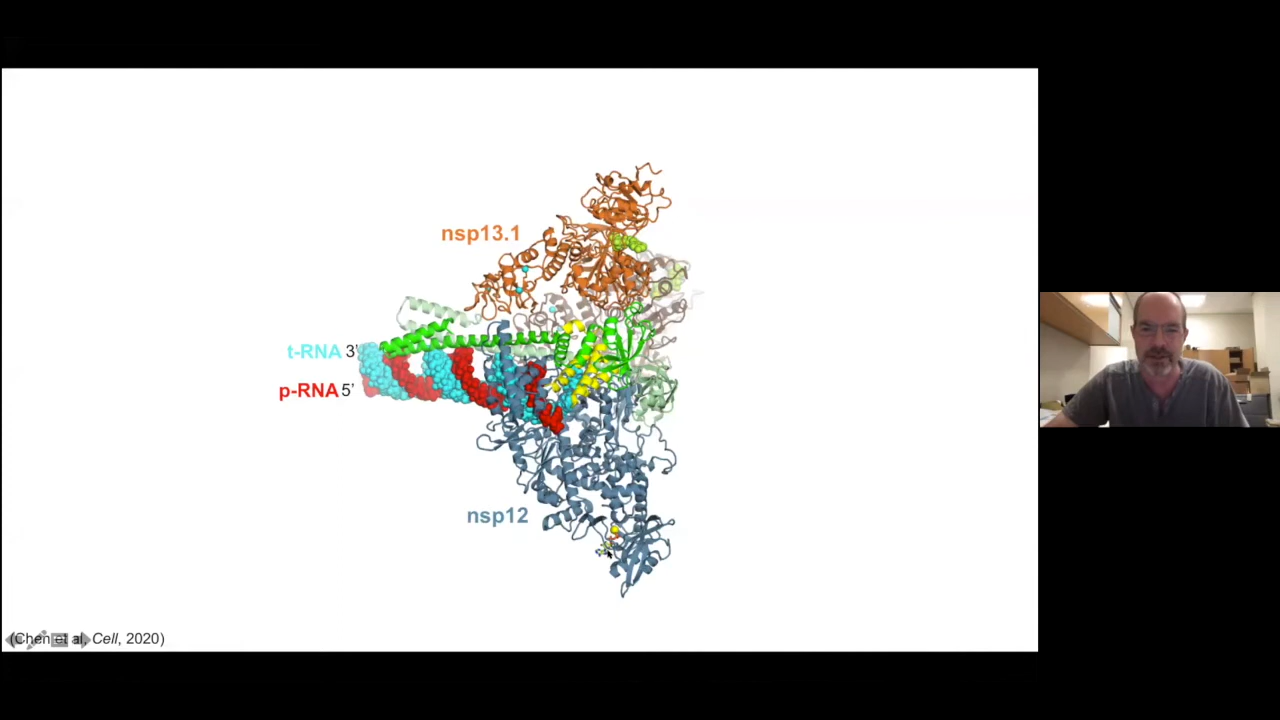 nsp13.1
t-RNA 3'
p-RNA 5'
nsp12
(Chen et al, Cell, 2020)